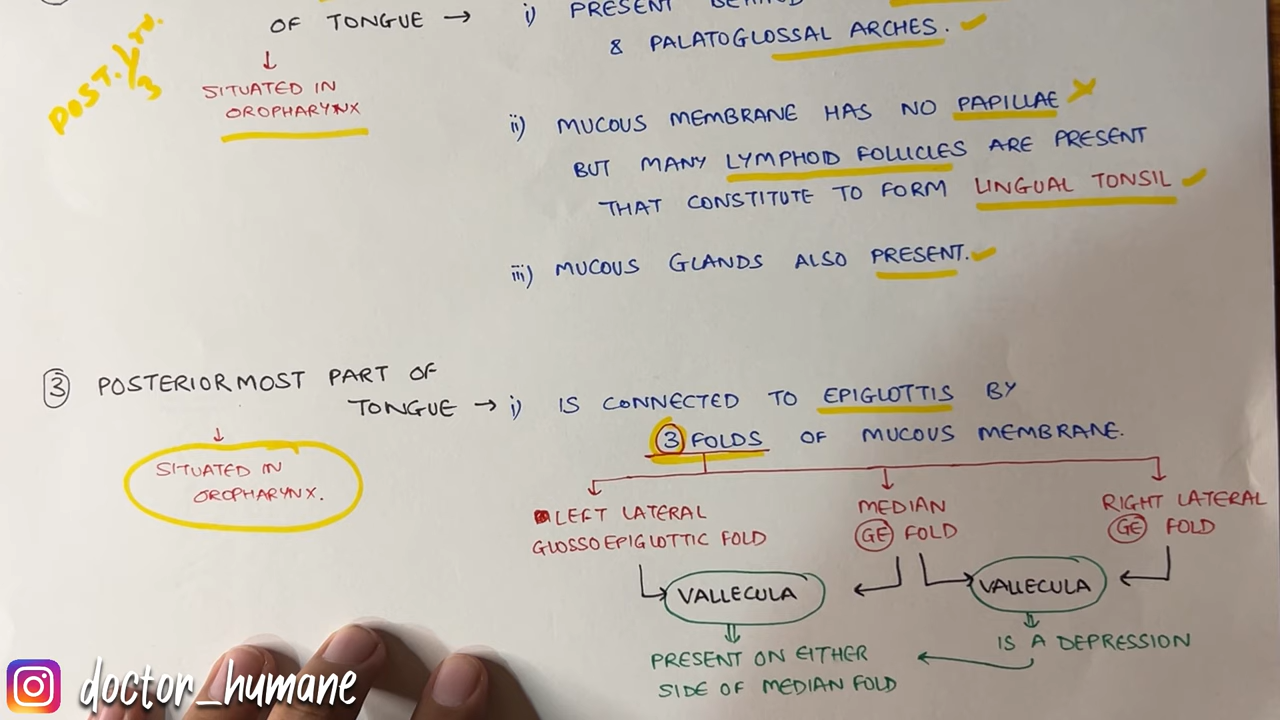 OF TONGUE → i) PRESENT BEHIND
& PALATOGLOSSAL ARCHES.
POST. 1/3 rd.
SITUATED IN
OROPHARYNX
ii) MUCOUS MEMBRANE HAS NO PAPILLAE
BUT MANY LYMPHOID FOLLICLES ARE PRESENT
THAT CONSTITUTE TO FORM LINGUAL TONSIL
iii) MUCOUS GLANDS ALSO PRESENT.
3 POSTERIORMOST PART OF
TONGUE → i) IS CONNECTED TO EPIGLOTTIS BY
3 FOLDS OF MUCOUS MEMBRANE.
SITUATED IN
OROPHARYNX.
LEFT LATERAL
GLOSSOEPIGLOTTIC FOLD
MEDIAN
GE FOLD
RIGHT LATERAL
GE FOLD
VALLECULA
VALLECULA
PRESENT ON EITHER
SIDE OF MEDIAN FOLD
IS A DEPRESSION
doctor_humane